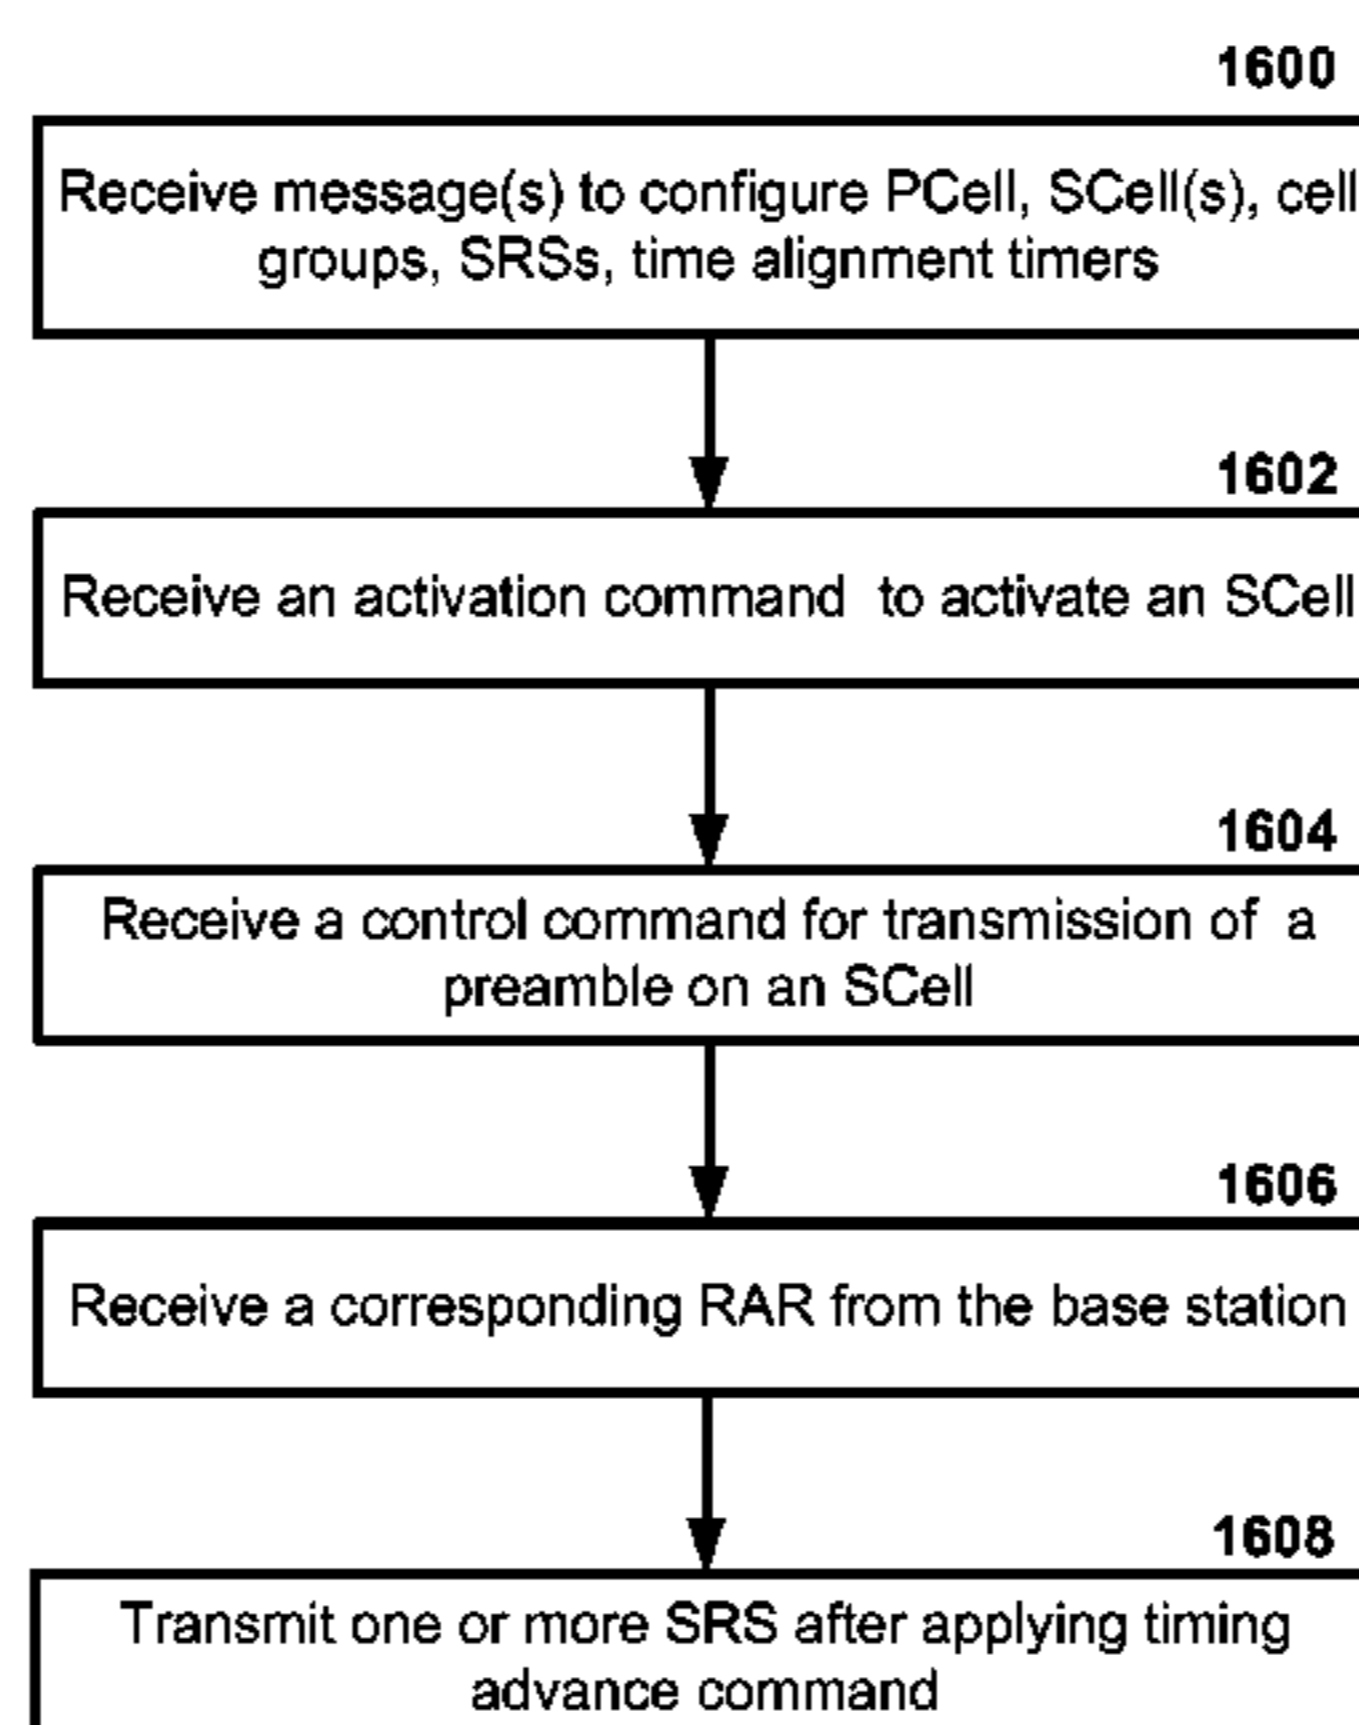 1600
Receive message(s) to configure PCell, SCell(s), cell
groups, SRSs, time alignment timers
1602
Receive an activation command to activate an SCell
1604
Receive a control command for transmission of a
preamble on an SCell
1606
Receive a corresponding RAR from the base station
1608
Transmit one or more SRS after applying timing
advance command